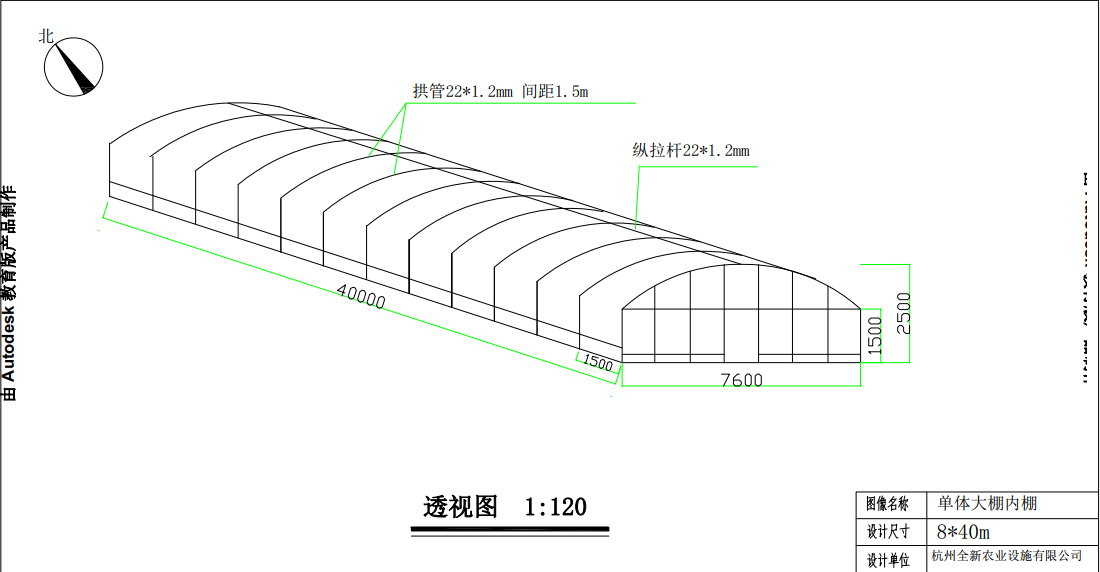 北
拱管22*1.2mm 间距1.5m
纵拉杆22*1.2mm
由 Autodesk 教育版产品制作
40000
1500
7600
1500
2500
透视图 1:120
图像名称 单体大棚内棚
设计尺寸 8*40m
设计单位 杭州全新农业设施有限公司